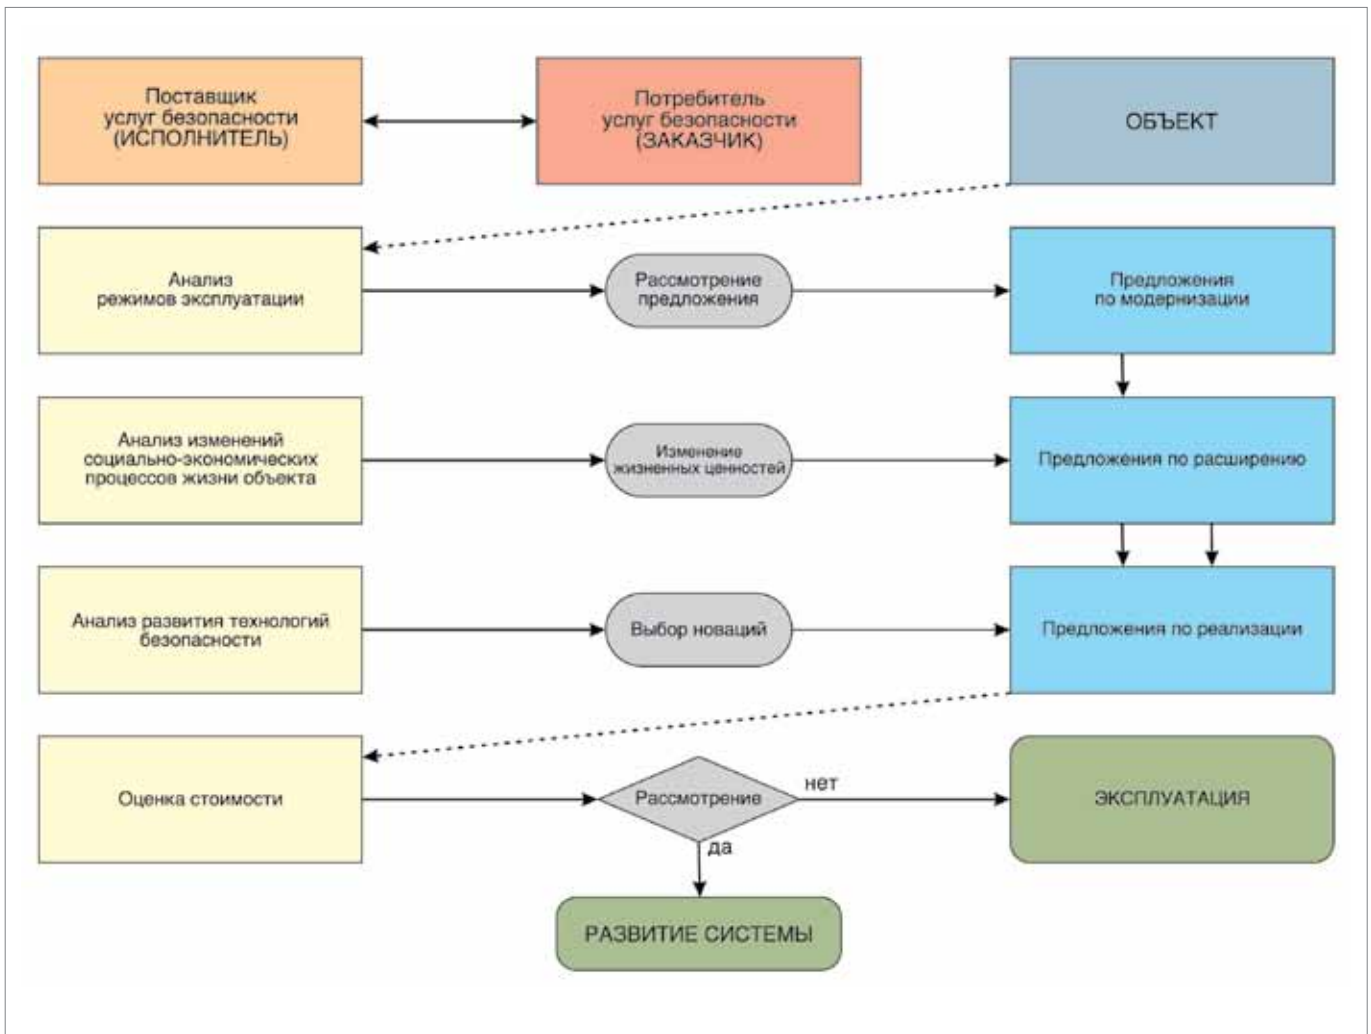 Поставщик
услуг безопасности
(ИСПОЛНИТЕЛЬ)
Потребитель
услуг безопасности
(ЗАКАЗЧИК)
ОБЪЕКТ
Анализ
режимов эксплуатации
Рассмотрение
предложения
Предложения
по модернизации
Анализ изменений
социально-экономических
процессов жизни объекта
Изменение
жизненных ценностей
Предложения по расширению
Анализ развития технологий
безопасности
Выбор новаций
Предложения по реализации
Оценка стоимости
Рассмотрение
нет
ЭКСПЛУАТАЦИЯ
да
РАЗВИТИЕ СИСТЕМЫ